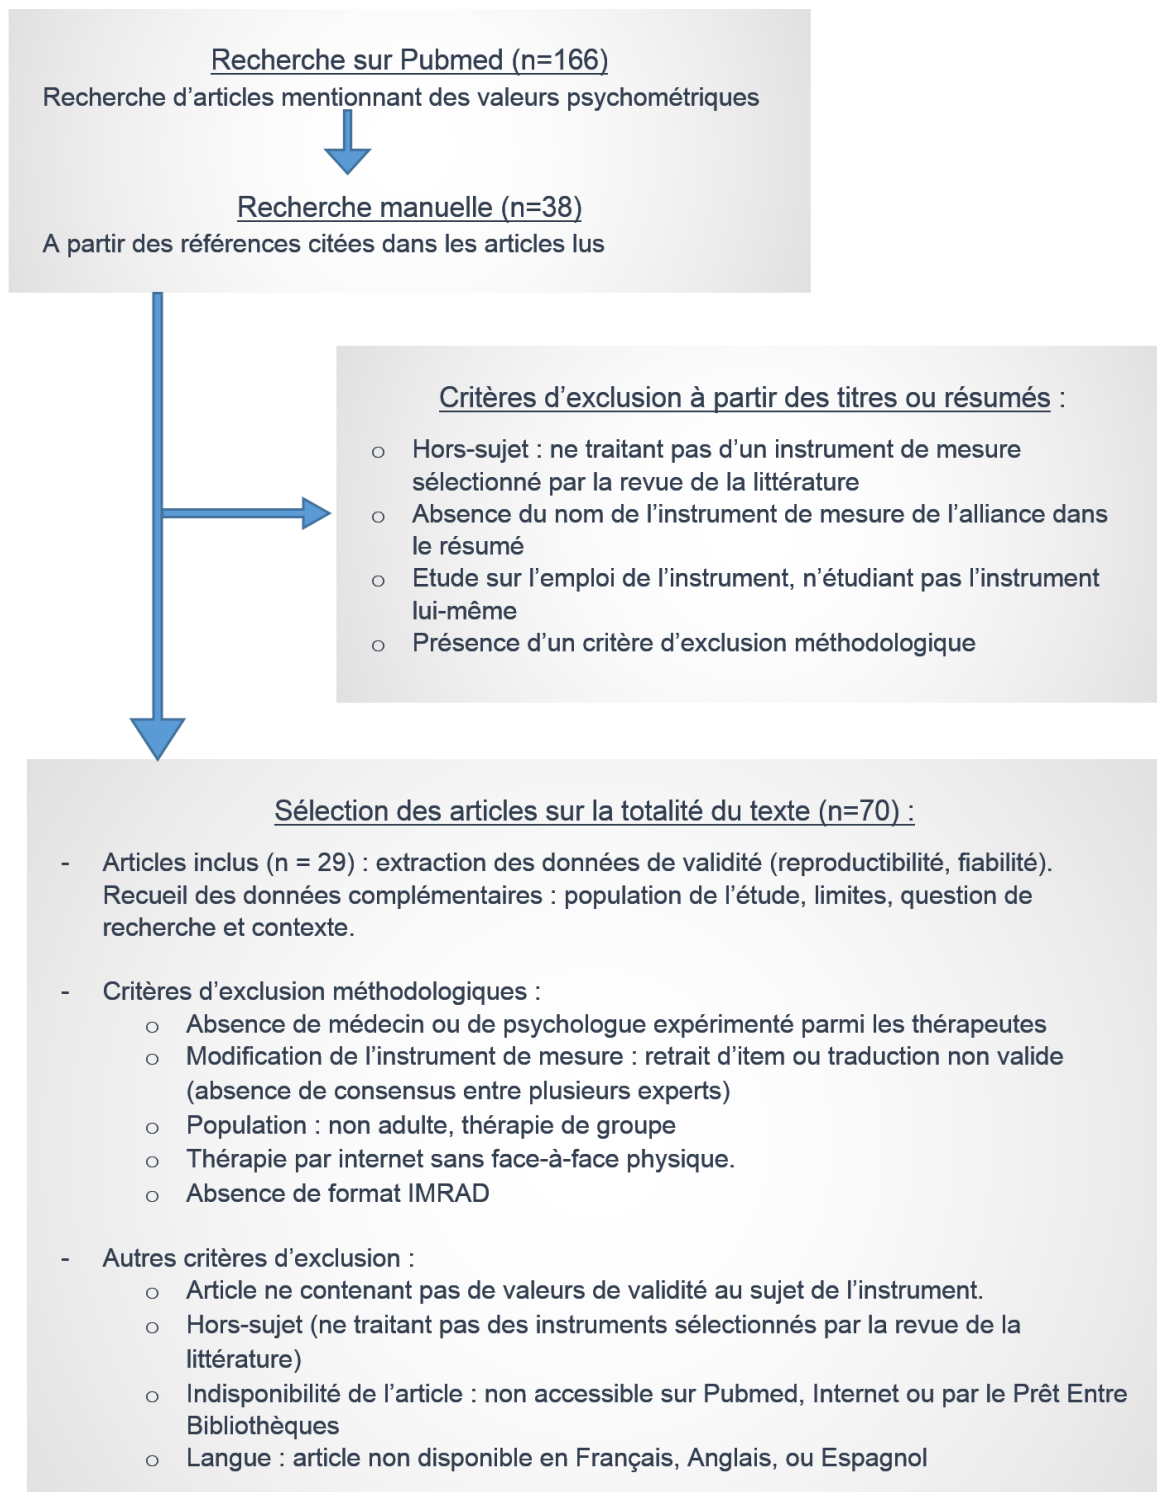 Recherche sur Pubmed (n=166)
Recherche d'articles mentionnant des valeurs psychométriques
Recherche manuelle (n=38)
A partir des références citées dans les articles lus
Critères d'exclusion à partir des titres ou résumés :
o Hors-sujet : ne traitant pas d'un instrument de mesure
sélectionné par la revue de la littérature
o Absence du nom de l'instrument de mesure de l'alliance dans
le résumé
o Etude sur l'emploi de l'instrument, n'étudiant pas l'instrument
lui-même
o Présence d'un critère d'exclusion méthodologique
Sélection des articles sur la totalité du texte (n=70) :
- Articles inclus (n = 29) : extraction des données de validité (reproductibilité, fiabilité).
Recueil des données complémentaires : population de l'étude, limites, question de
recherche et contexte.
- Critères d'exclusion méthodologiques :
o Absence de médecin ou de psychologue expérimenté parmi les thérapeutes
o Modification de l'instrument de mesure : retrait d'item ou traduction non valide
(absence de consensus entre plusieurs experts)
o Population : non adulte, thérapie de groupe
o Thérapie par internet sans face-à-face physique.
o Absence de format IMRAD
- Autres critères d'exclusion :
o Article ne contenant pas de valeurs de validité au sujet de l'instrument.
o Hors-sujet (ne traitant pas des instruments sélectionnés par la revue de la
littérature)
o Indisponibilité de l'article : non accessible sur Pubmed, Internet ou par le Prêt Entre
Bibliothèques
o Langue : article non disponible en Français, Anglais, ou Espagnol